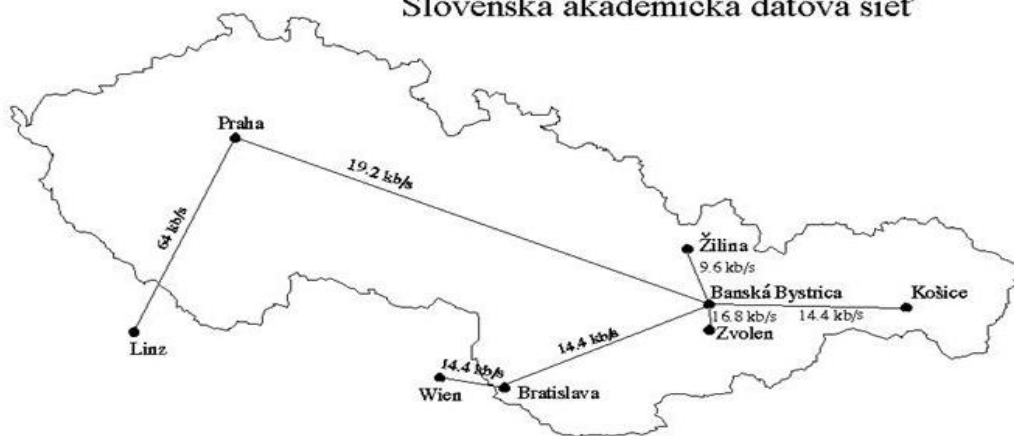 Slovenská akademická dátová sieť
Praha
19.2 kb/s
64 kb/s
Žilina
9.6 kb/s
Banská Bystrica
Košice
16.8 kb/s
14.4 kb/s
Zvolen
Linz
14.4 kb/s
14.4 kb/s
Wien
Bratislava